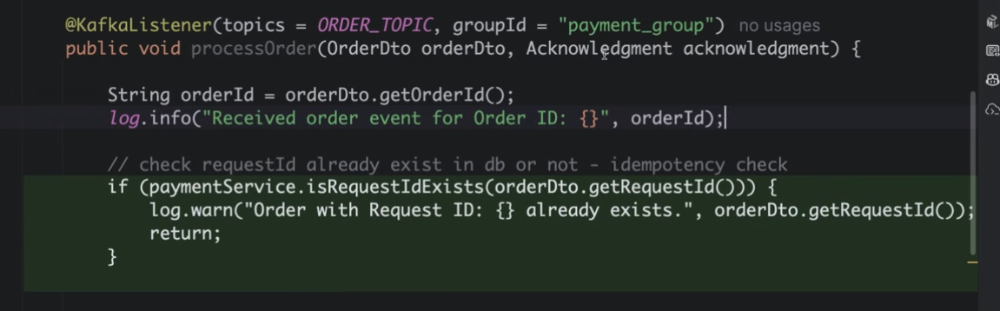 @KafkaListener(topics = ORDER_TOPIC, groupId = "payment_group") no usages
public void processOrder(OrderDto orderDto, Acknowledgment acknowledgment) {
String orderId = orderDto.getOrderId();
log.info("Received order event for Order ID: {}", orderId);
// check requestId already exist in db or not - idempotency check
if (paymentService.isRequestIdExists(orderDto.getRequestId())) {
log.warn("Order with Request ID: {} already exists.", orderDto.getRequestId());
return;
}